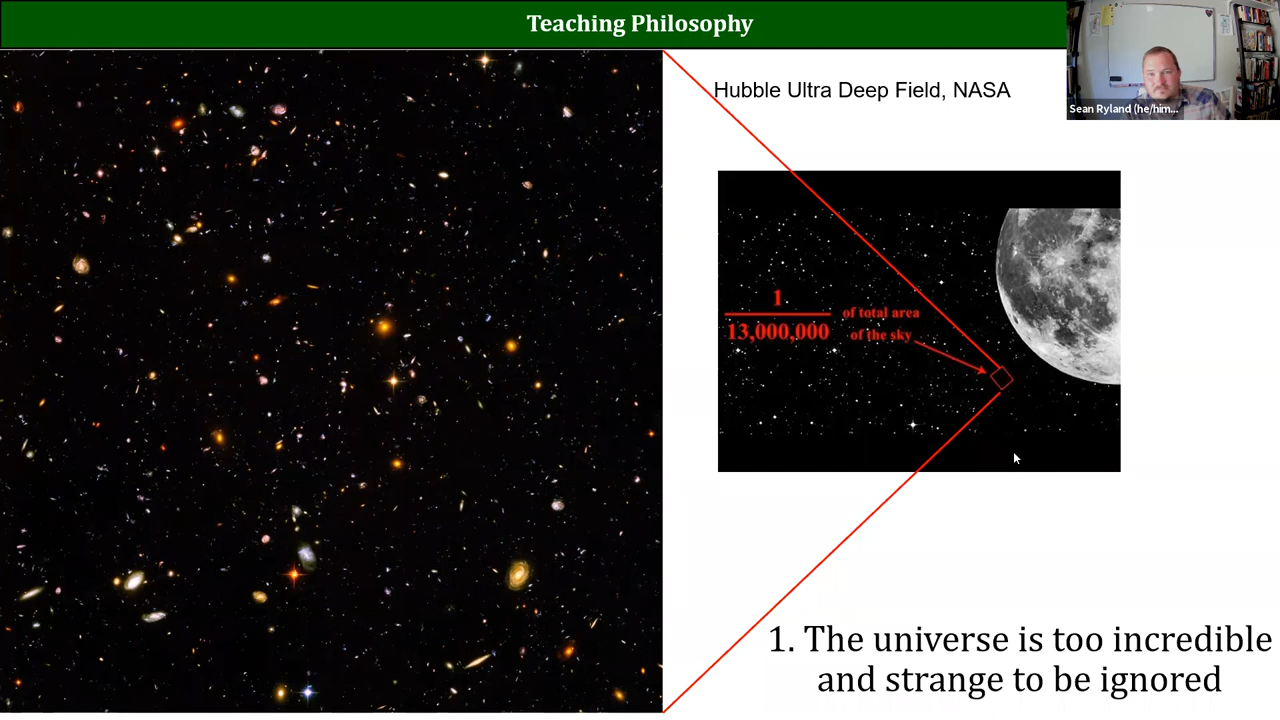 Teaching Philosophy
Sean Ryland (he/him...
Hubble Ultra Deep Field, NASA
1
13,000,000
of total area
of the sky
1. The universe is too incredible
and strange to be ignored